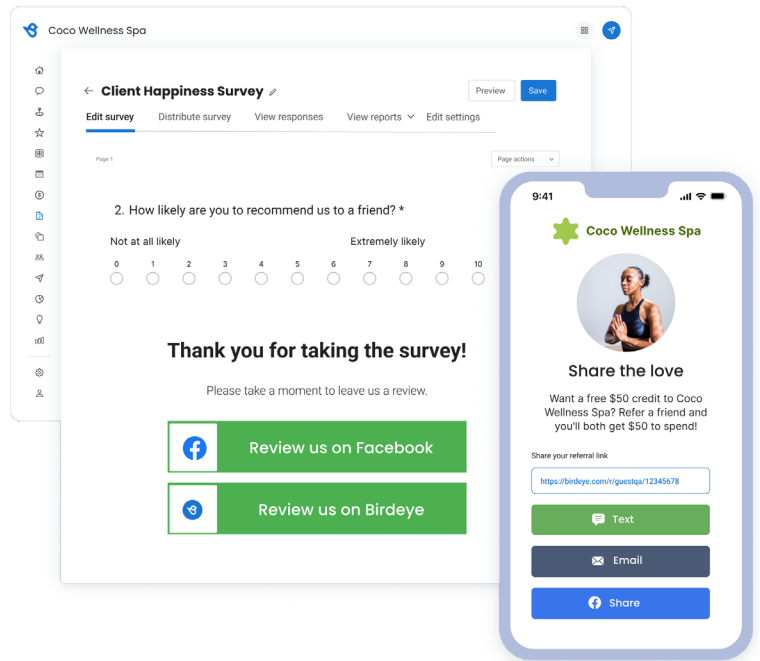 Coco Wellness Spa
Client Happiness Survey
Preview
Save
Edit survey
Distribute survey
View responses
View reports
Edit settings
Page 1
Page actions
2. How likely are you to recommend us to a friend? *
Not at all likely
Extremely likely
0 1 2 3 4 5 6 7 8 9 10
Thank you for taking the survey!
Please take a moment to leave us a review.
Review us on Facebook
Review us on Birdeye
9:41
Coco Wellness Spa
Share the love
Want a free $50 credit to Coco
Wellness Spa? Refer a friend and
you'll both get $50 to spend!
Share your referral link
https://birdeye.com/r/guestqa/12345678
Text
Email
Share